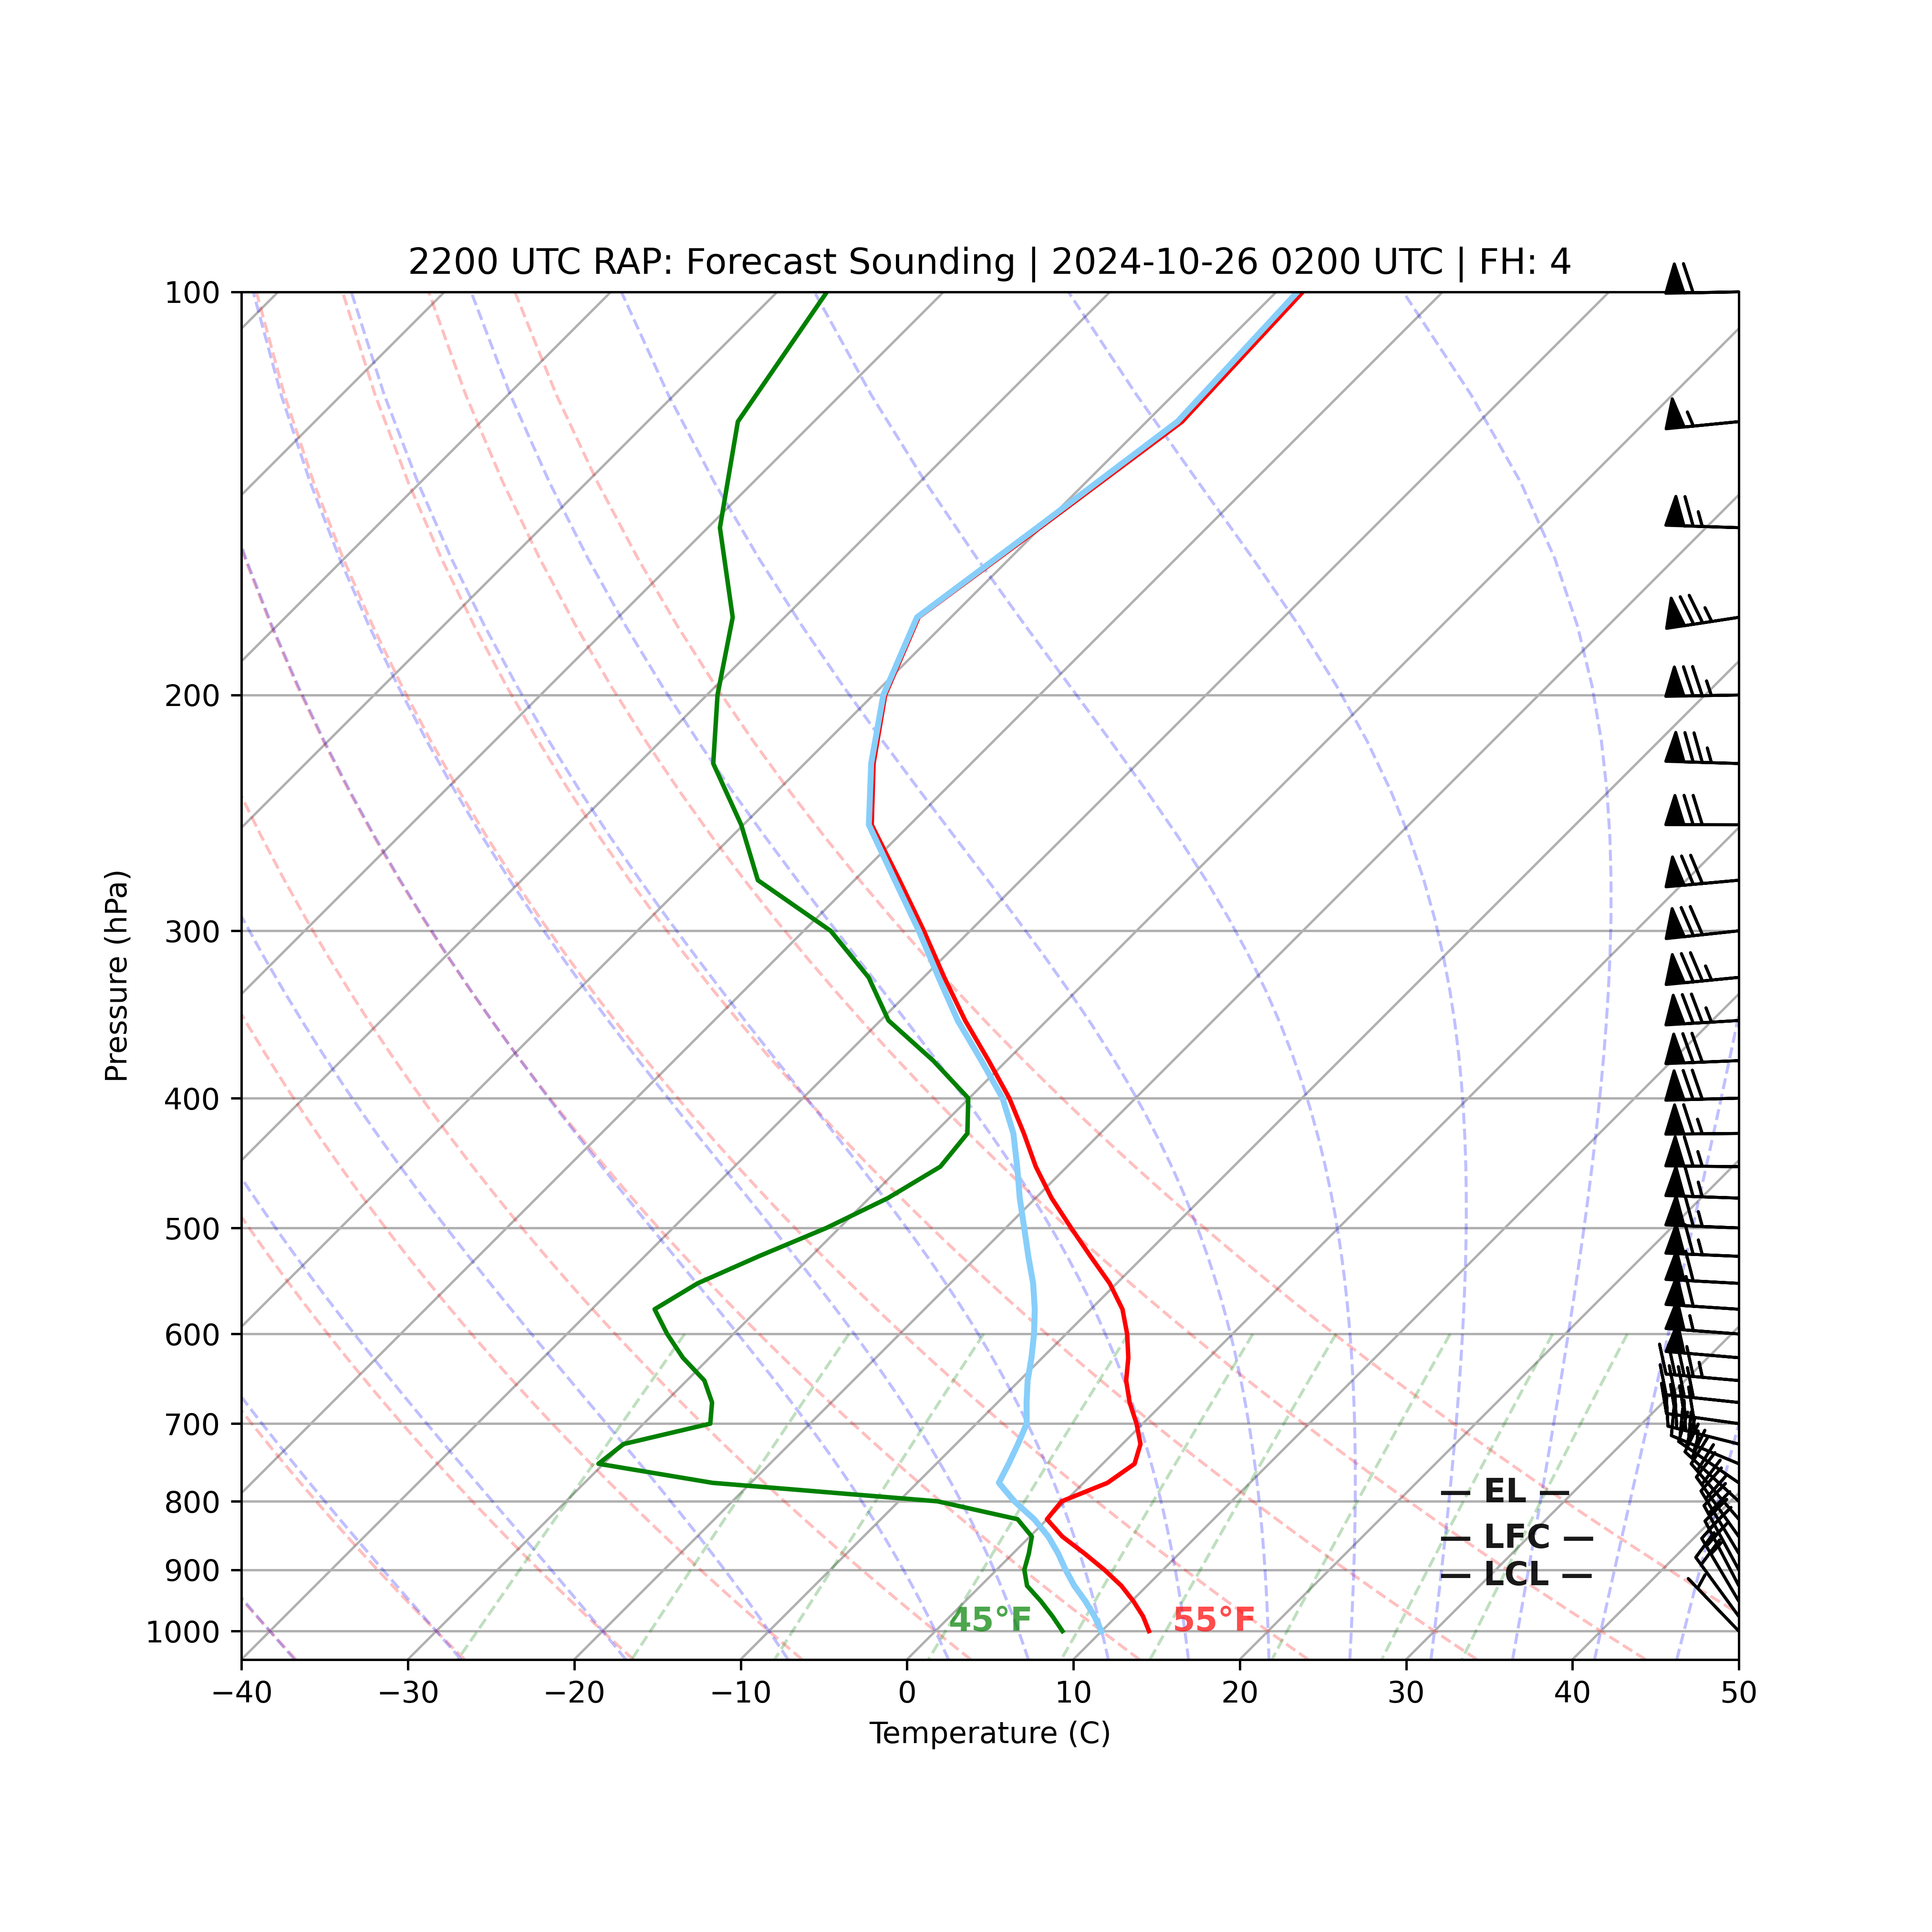 2200 UTC RAP: Forecast Sounding | 2024-10-26 0200 UTC | FH: 4
100
200
300
400
500
600
700
800
900
1000
Pressure (hPa)
— EL —
— LFC —
— LCL —
45°F
55°F
−40 −30 −20 −10 0 10 20 30 40 50
Temperature (C)